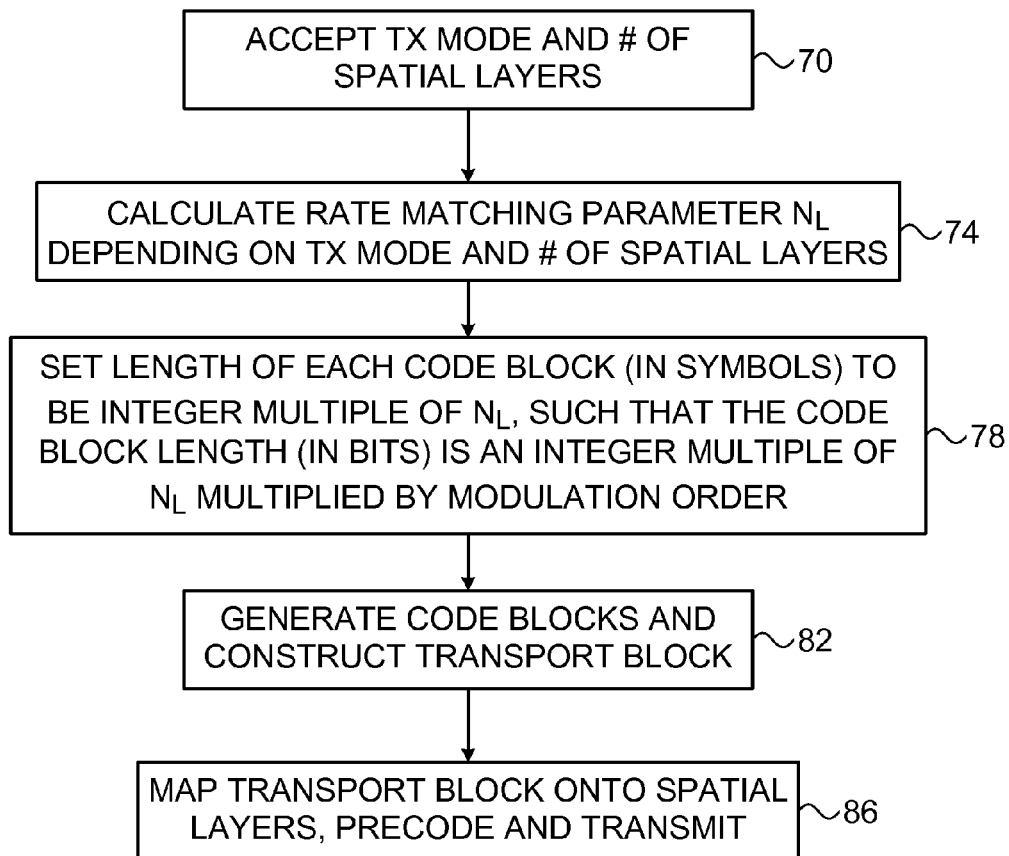 ACCEPT TX MODE AND # OF
SPATIAL LAYERS
70
CALCULATE RATE MATCHING PARAMETER NL
DEPENDING ON TX MODE AND # OF SPATIAL LAYERS
74
SET LENGTH OF EACH CODE BLOCK (IN SYMBOLS) TO
BE INTEGER MULTIPLE OF NL, SUCH THAT THE CODE
BLOCK LENGTH (IN BITS) IS AN INTEGER MULTIPLE OF
NL MULTIPLIED BY MODULATION ORDER
78
GENERATE CODE BLOCKS AND
CONSTRUCT TRANSPORT BLOCK
82
MAP TRANSPORT BLOCK ONTO SPATIAL
LAYERS, PRECODE AND TRANSMIT
86